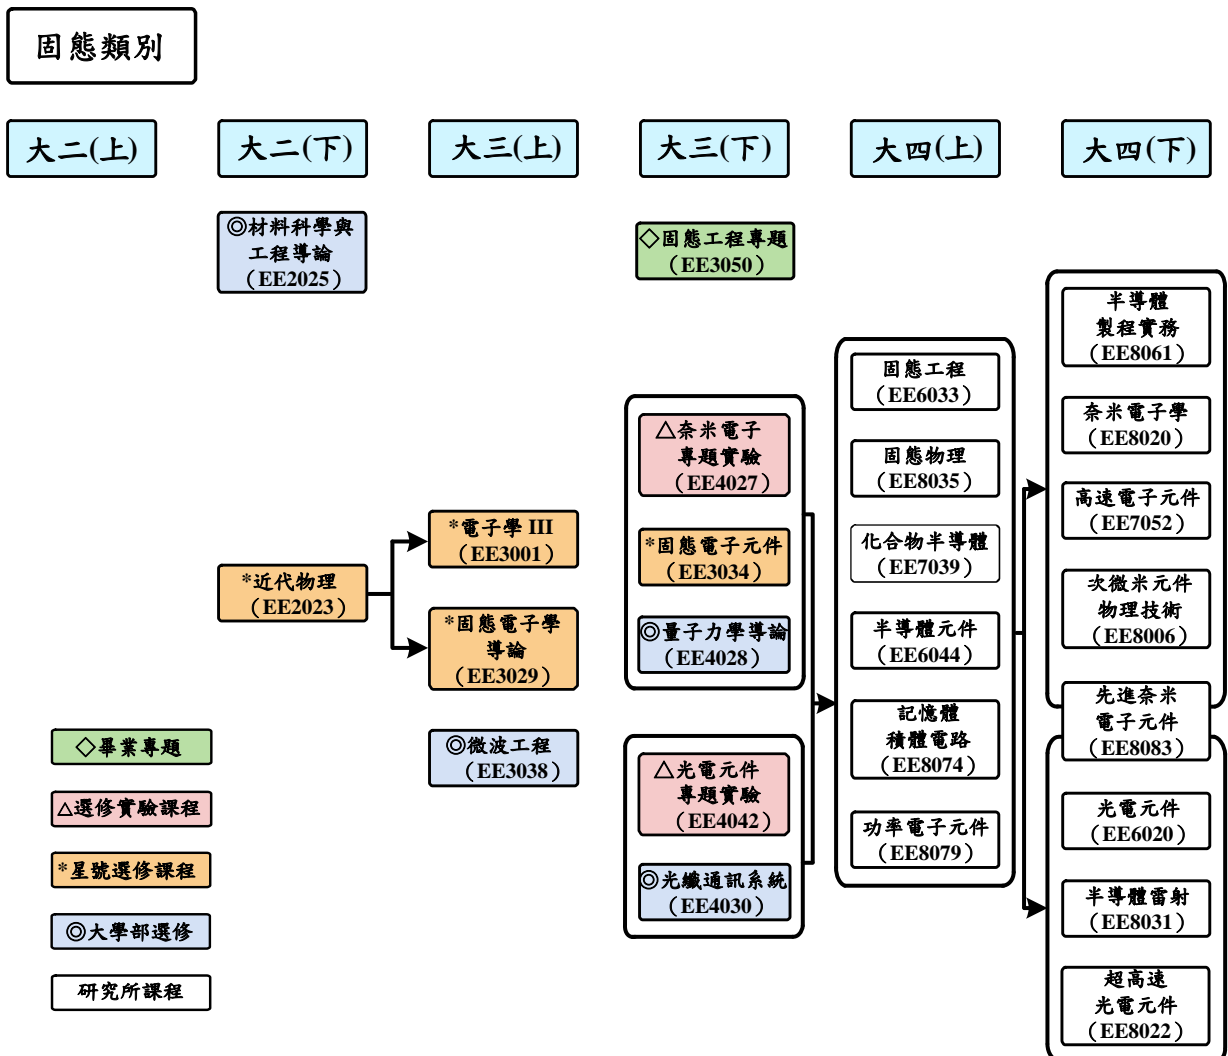 固態類別
大二(上)
大二(下)
大三(上)
大三(下)
大四(上)
大四(下)
◎材料科學與
工程導論
（EE2025）
*近代物理
（EE2023）
*電子學 III
（EE3001）
*固態電子學
導論
（EE3029）
◎微波工程
（EE3038）
◇固態工程專題
（EE3050）
△奈米電子
專題實驗
（EE4027）
*固態電子元件
（EE3034）
◎量子力學導論
（EE4028）
△光電元件
專題實驗
（EE4042）
◎光纖通訊系統
（EE4030）
固態工程
（EE6033）
固態物理
（EE8035）
化合物半導體
（EE7039）
半導體元件
（EE6044）
記憶體
積體電路
（EE8074）
功率電子元件
（EE8079）
半導體
製程實務
（EE8061）
奈米電子學
（EE8020）
高速電子元件
（EE7052）
次微米元件
物理技術
（EE8006）
先進奈米
電子元件
（EE8083）
光電元件
（EE6020）
半導體雷射
（EE8031）
超高速
光電元件
（EE8022）
◇畢業專題
△選修實驗課程
*星號選修課程
◎大學部選修
研究所課程